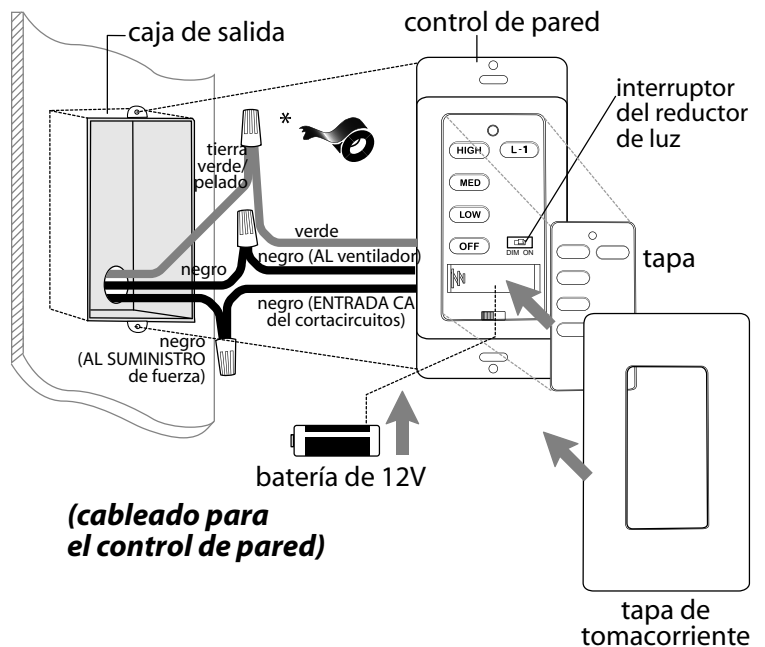 caja de salida
control de pared
interruptor
del reductor
de luz
*
tierra
verde/
pelado
HIGH
L-1
MED
LOW
OFF
DIM ON
verde
negro (AL ventilador)
negro
negro (ENTRADA CA
del cortacircuitos)
negro
(AL SUMINISTRO
de fuerza)
tapa
batería de 12V
(cableado para
el control de pared)
tapa de
tomacorriente